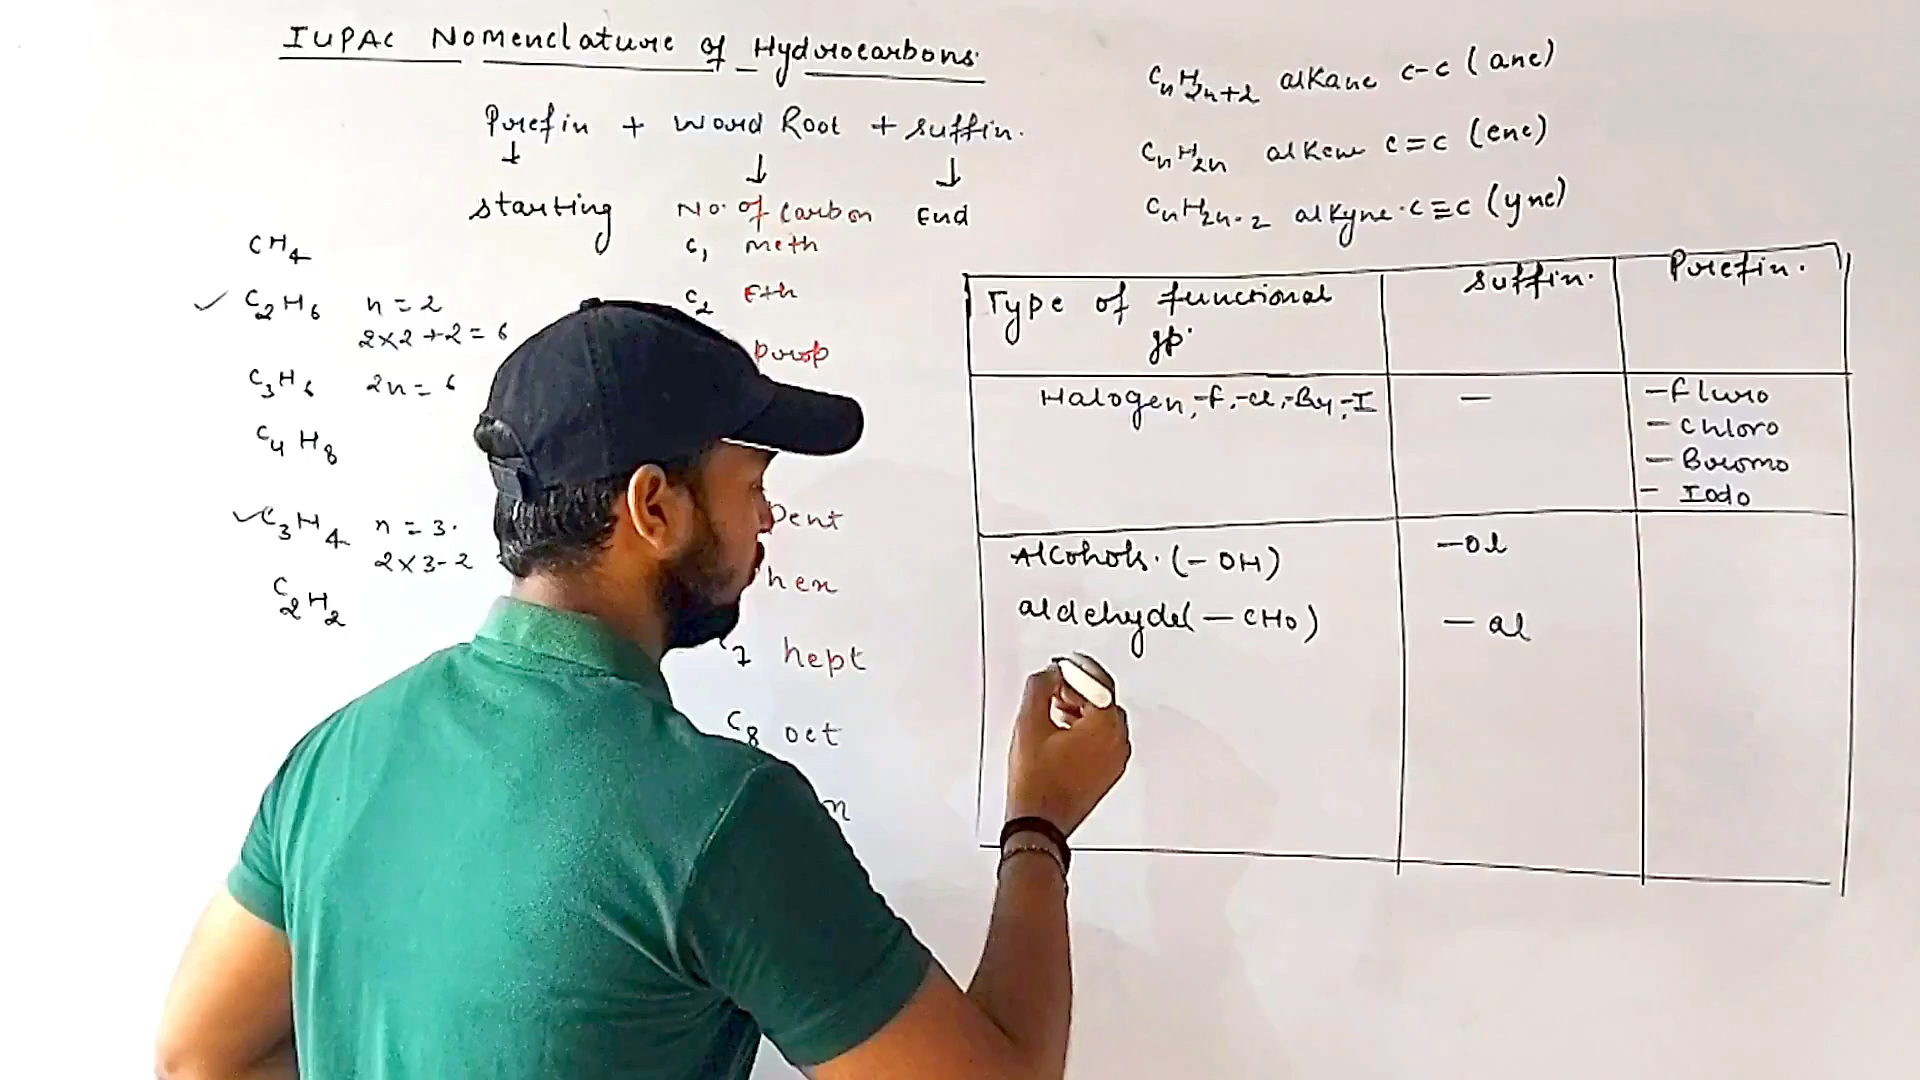 IUPAC Nomenclature of Hydrocarbons.
Prefix + Word Root + suffix.
↓ ↓ ↓
starting No. of carbon End
C1 meth
C2 Eth
prop
pent
hex
C7 hept
C8 oct
n
CH4
✓ C2H6 n = 2
2×2+2 = 6
C3H6 2n = 6
C4H8
✓ C3H4 n = 3.
2×3-2
C2H2
CnH2n+2 alkane C-C (ane)
CnH2n alkene C=C (ene)
CnH2n-2 alkyne. C≡C (yne)
Type of functional gp. suffix. Prefix.
Halogen, -F, -Cl, -Br, -I — -Fluro
- Chloro
- Bromo
- Iodo
Alcohols. (-OH) -ol
aldehyde (-CHO) -al